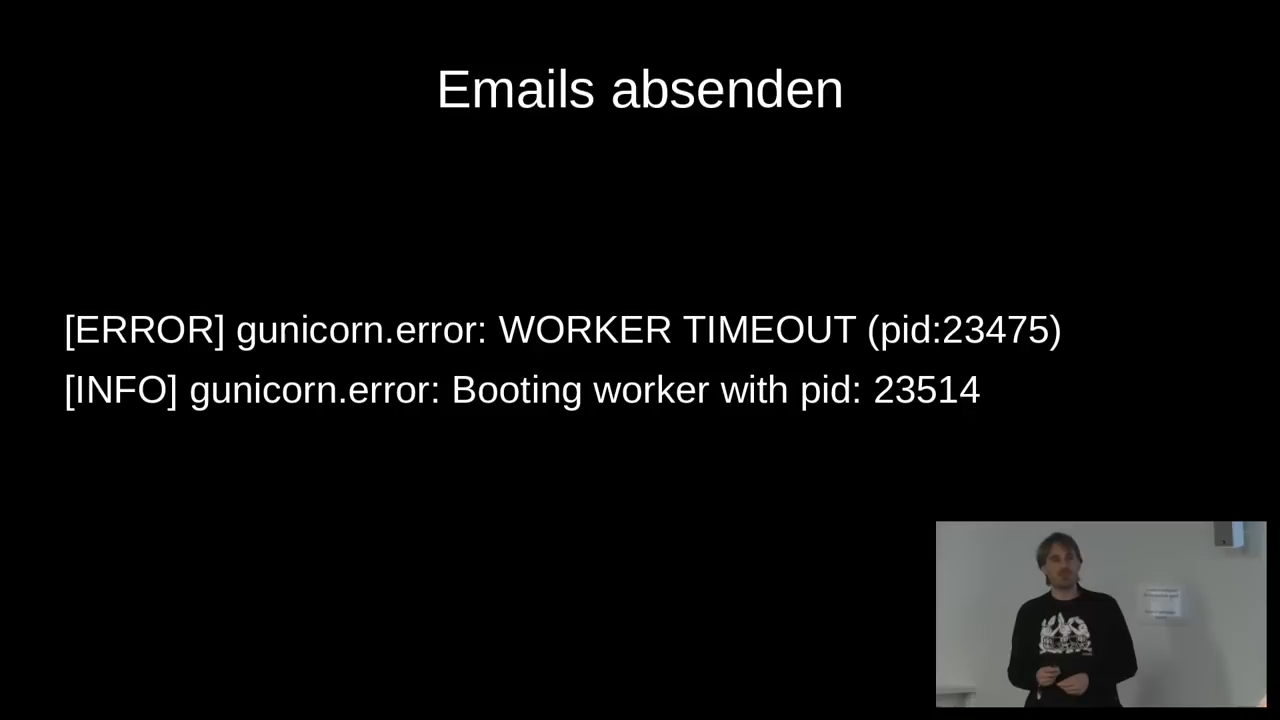 Emails absenden
[ERROR] gunicorn.error: WORKER TIMEOUT (pid:23475)
[INFO] gunicorn.error: Booting worker with pid: 23514